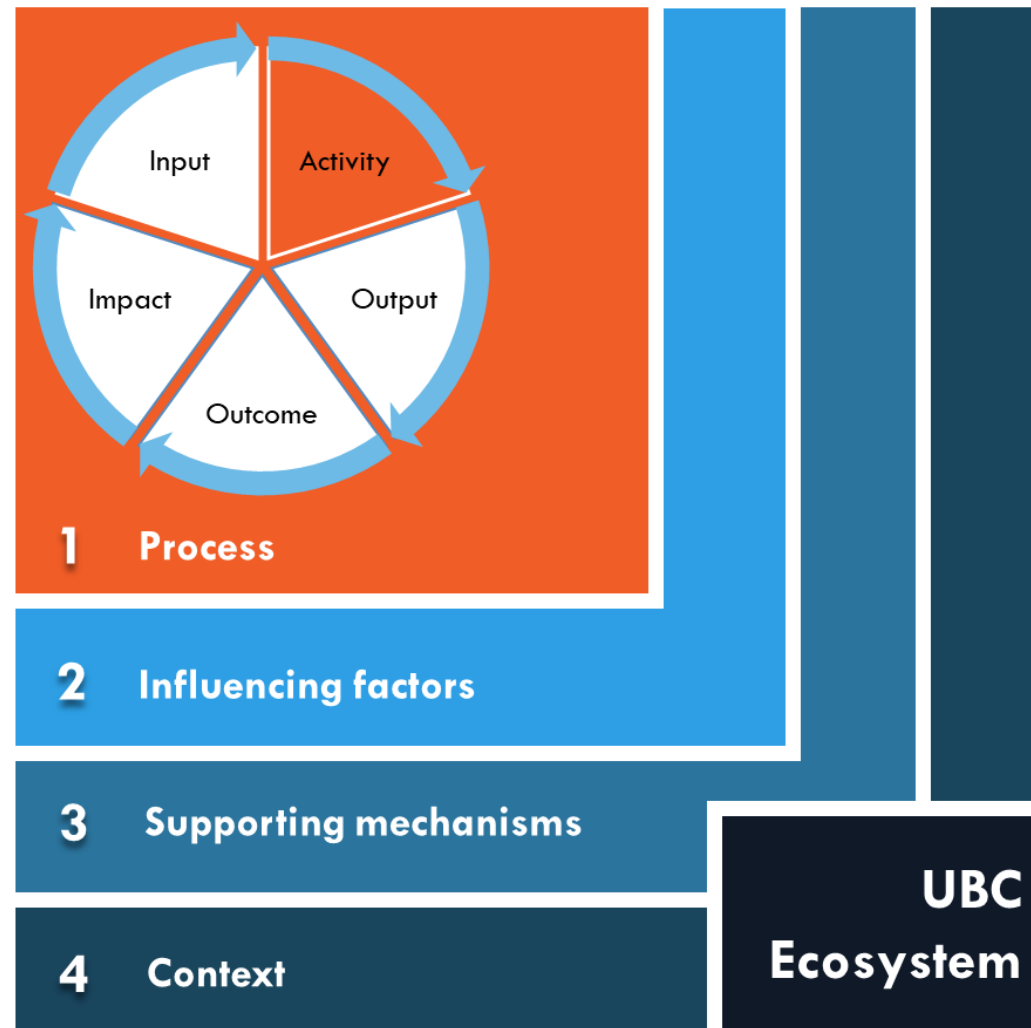 Input
Activity
Impact
Output
Outcome
1 Process
2 Influencing factors
3 Supporting mechanisms
4 Context
UBC
Ecosystem